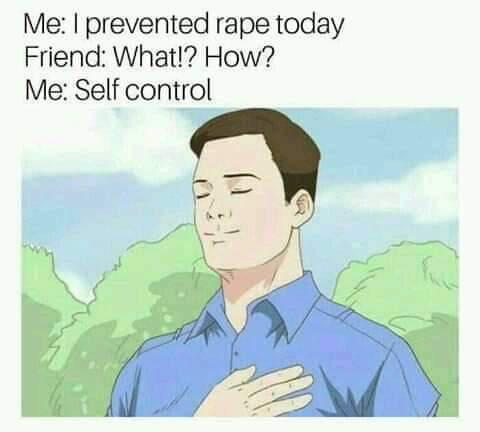 Me: I prevented rape today
Friend: What!? How?
Me: Self control